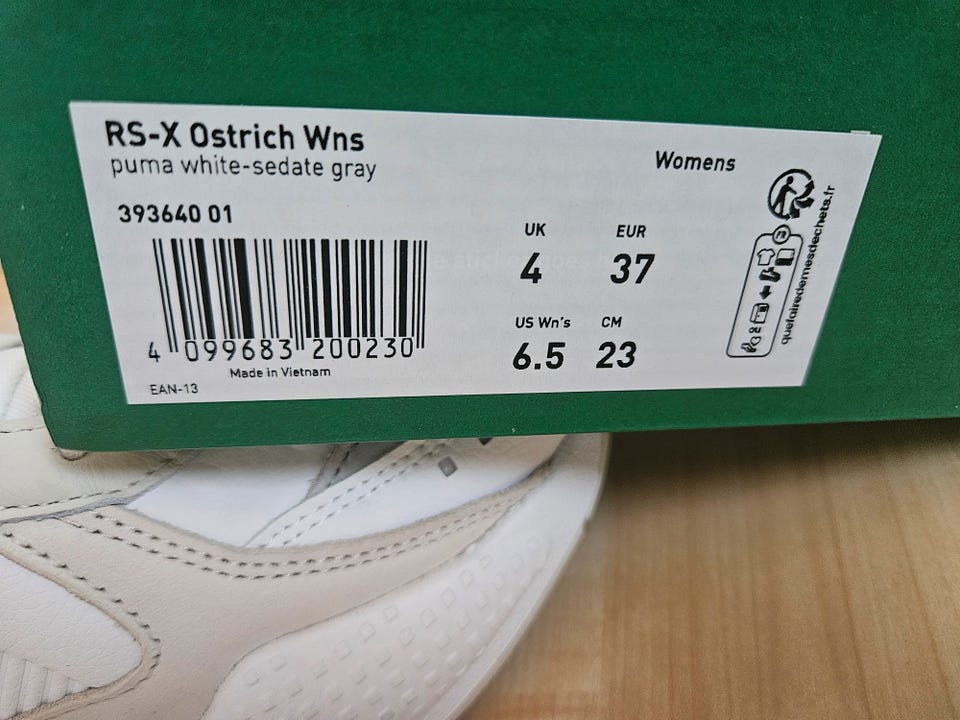 RS-X Ostrich Wns
puma white-sedate gray
Womens
393640 01
UK EUR
4 37
US Wn's CM
6.5 23
4 099683 200230
Made in Vietnam
EAN-13
FR
quefairedemesdechets.fr